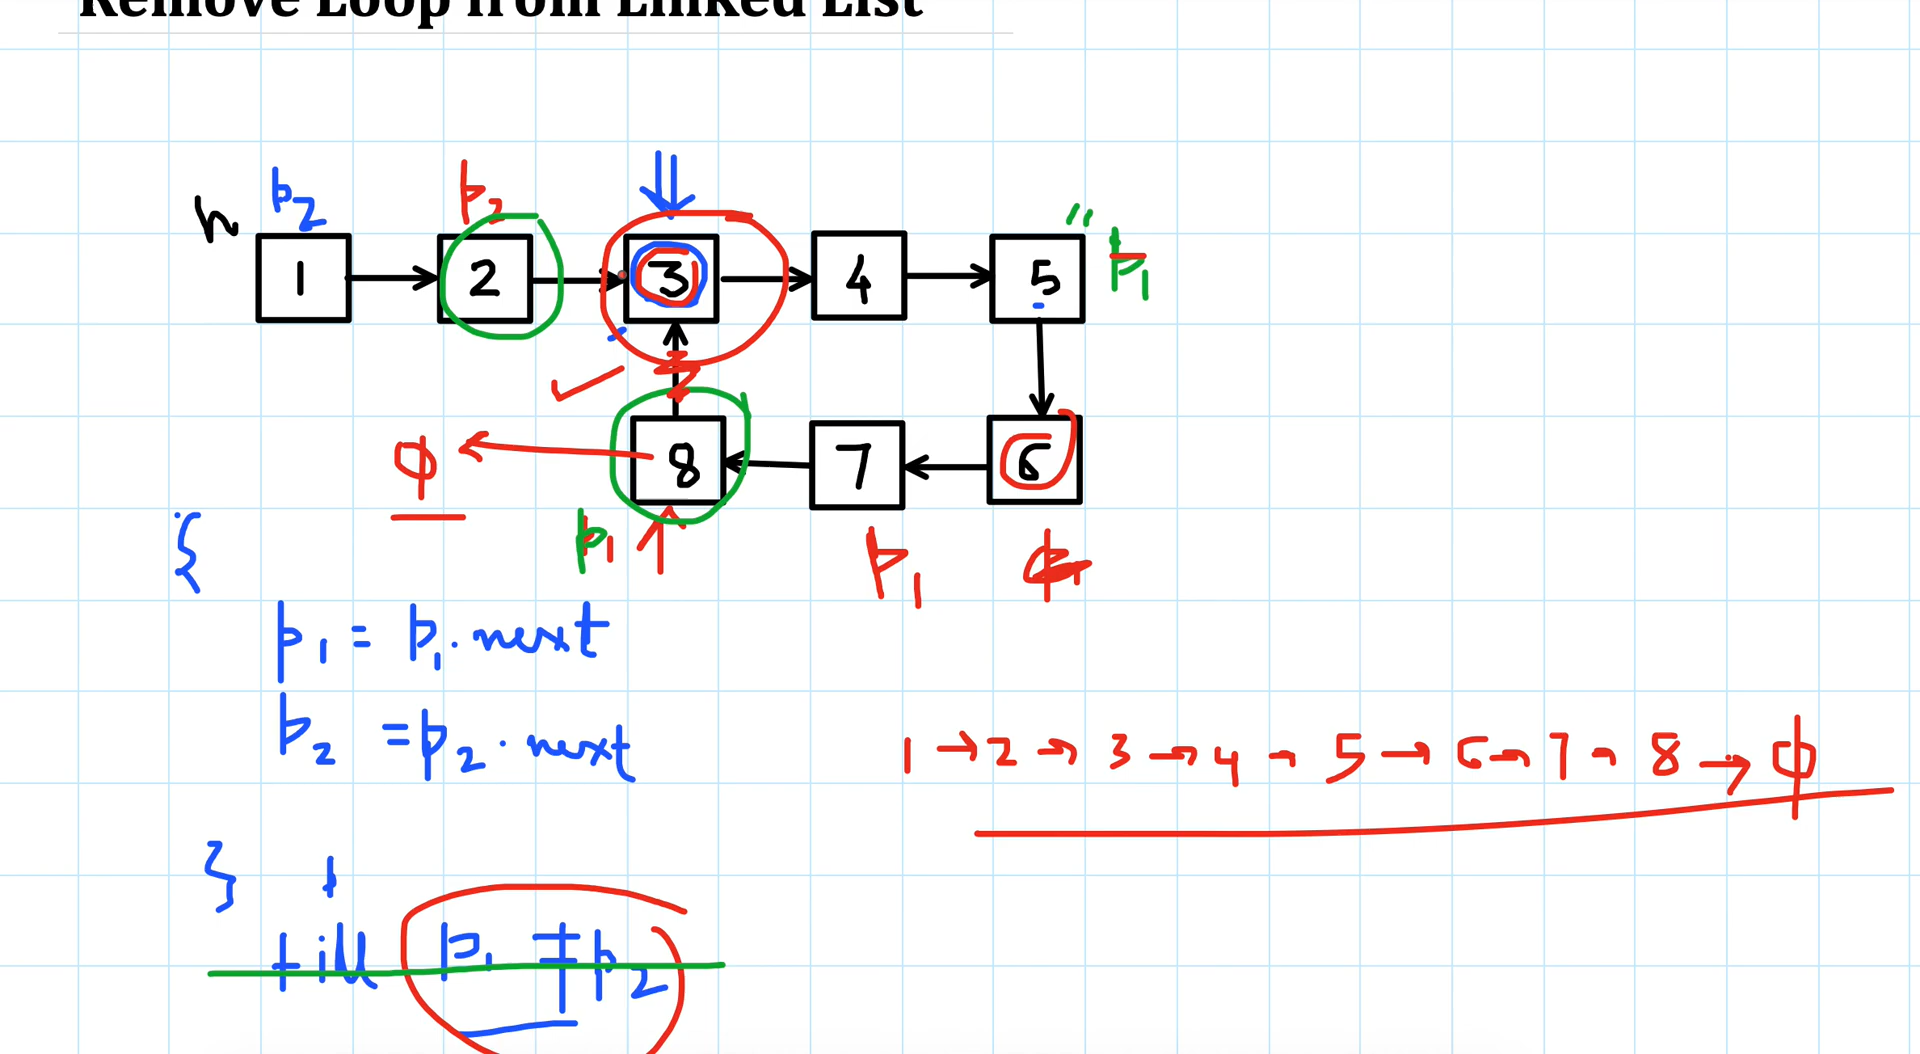 Remove Loop from Linked List
h p2 p2 " p1
1 → 2 → 3 → 4 → 5
ϕ ← 8 ← 7 ← 6
p1 p1
{
p1 = p1.next
p2 = p2.next
1 → 2 → 3 → 4 → 5 → 6 → 7 → 8 → ϕ
}
till p1 ≠ p2